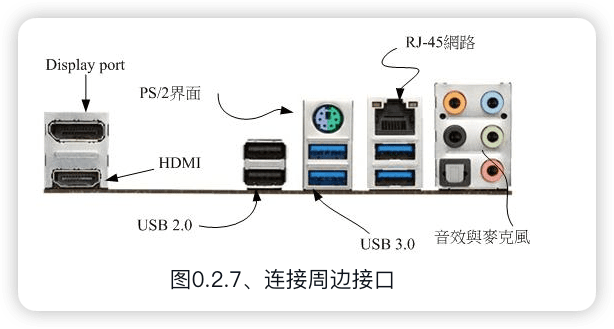 RJ-45網路
Display port
PS/2界面
HDMI
USB 2.0
USB 3.0
音效與麥克風
图0.2.7、连接周边接口